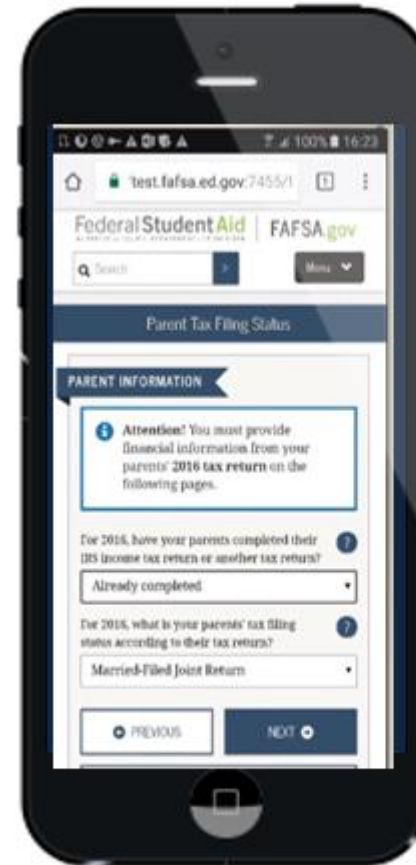 100% 16:23
test.fafsa.ed.gov:7455/1
1
Federal Student Aid | FAFSA.gov
Search
Menu
Parent Tax Filing Status
PARENT INFORMATION
Attention! You must provide
financial information from your
parents' 2016 tax return on the
following pages.
For 2016, have your parents completed their
IRS income tax return or another tax return?
Already completed
For 2016, what is your parents' tax filing
status according to their tax return?
Married-Filed Joint Return
PREVIOUS
NEXT